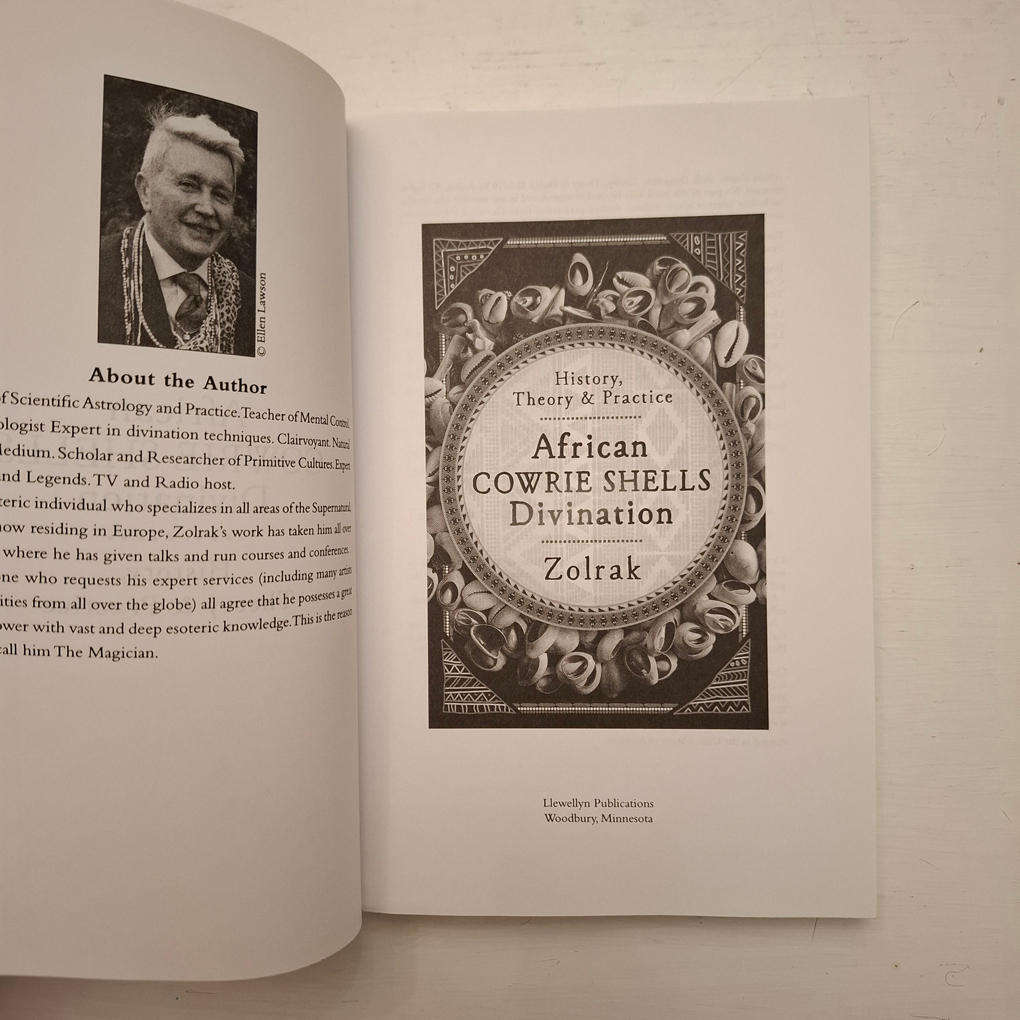 © Ellen Lawson
About the Author
of Scientific Astrology and Practice. Teacher of Mental Control,
ologist Expert in divination techniques. Clairvoyant. Natural
Medium. Scholar and Researcher of Primitive Cultures. Expert
and Legends. TV and Radio host.
teric individual who specializes in all areas of the Supernatural,
now residing in Europe, Zolrak's work has taken him all over
where he has given talks and run courses and conferences.
ne who requests his expert services (including many artists
ities from all over the globe) all agree that he possesses a great
ower with vast and deep esoteric knowledge. This is the reason
call him The Magician.
History,
Theory & Practice
African
COWRIE SHELLS
Divination
Zolrak
Llewellyn Publications
Woodbury, Minnesota